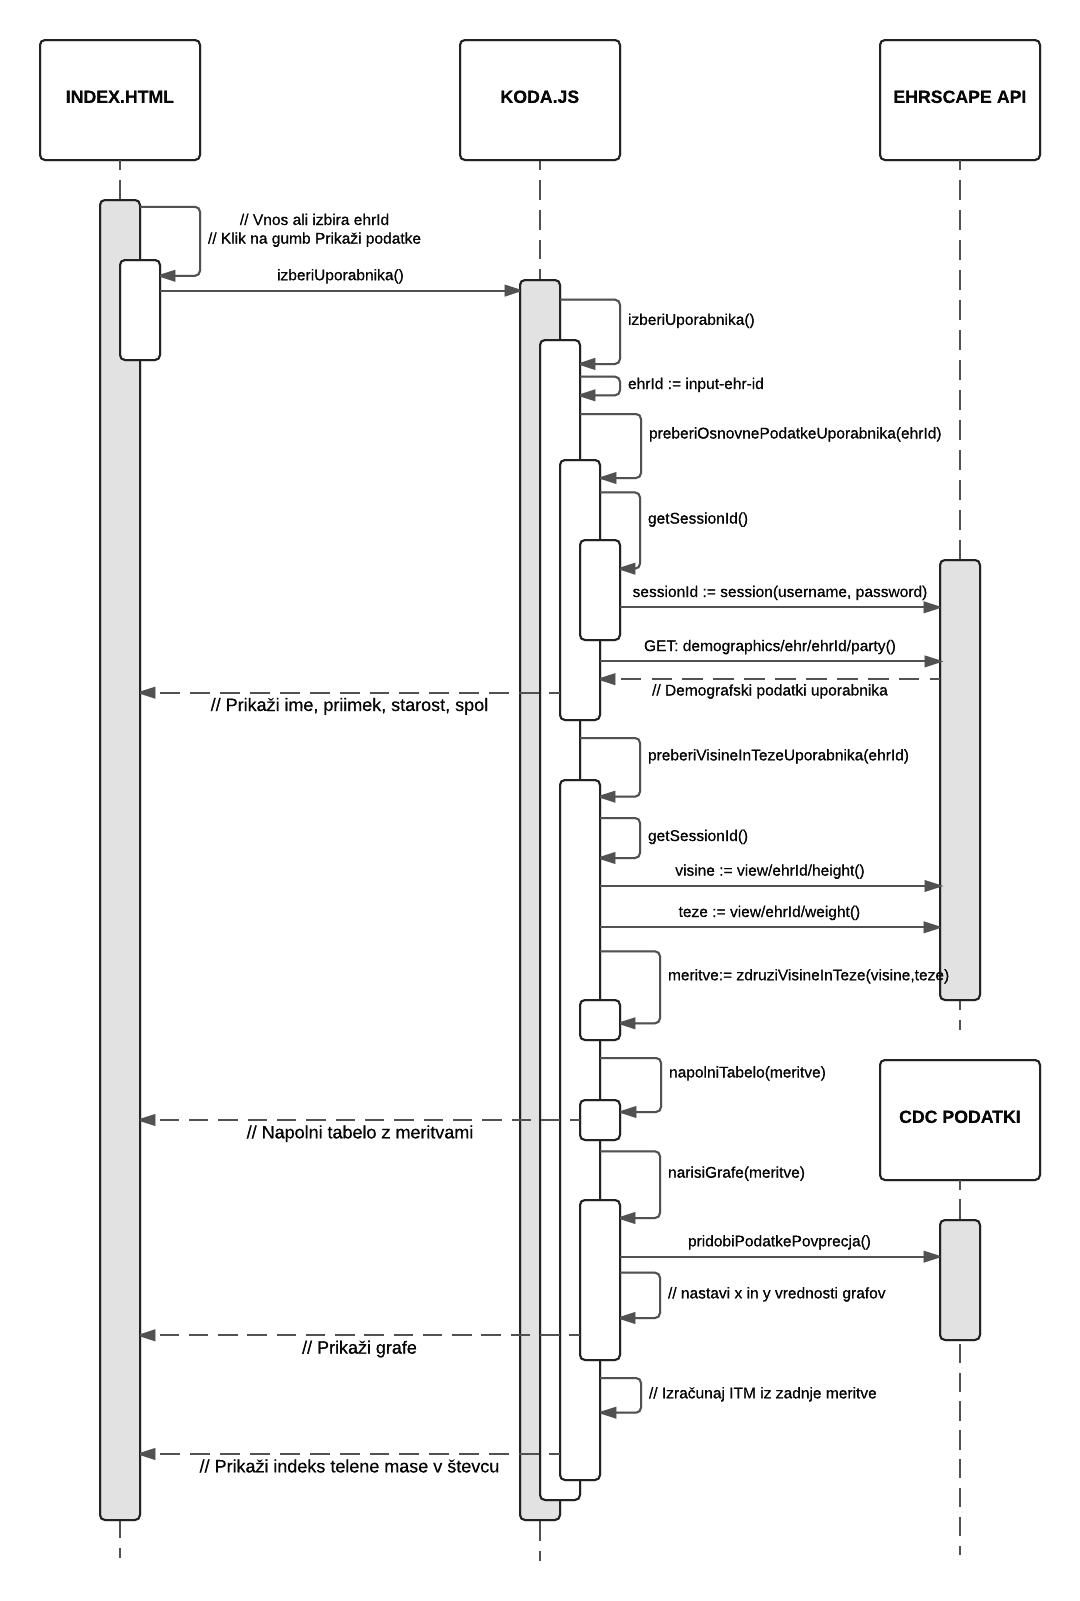 INDEX.HTML
KODA.JS
EHRSCAPE API
// Vnos ali izbira ehrId
// Klik na gumb Prikaži podatke
izberiUporabnika()
izberiUporabnika()
ehrId := input-ehr-id
preberiOsnovnePodatkeUporabnika(ehrId)
getSessionId()
sessionId := session(username, password)
GET: demographics/ehr/ehrId/party()
// Demografski podatki uporabnika
// Prikaži ime, priimek, starost, spol
preberiVisineInTezeUporabnika(ehrId)
getSessionId()
visine := view/ehrId/height()
teze := view/ehrId/weight()
meritve:= zdruziVisineInTeze(visine,teze)
napolniTabelo(meritve)
CDC PODATKI
// Napolni tabelo z meritvami
narisiGrafe(meritve)
pridobiPodatkePovprecja()
// nastavi x in y vrednosti grafov
// Prikaži grafe
// Izračunaj ITM iz zadnje meritve
// Prikaži indeks telene mase v števcu